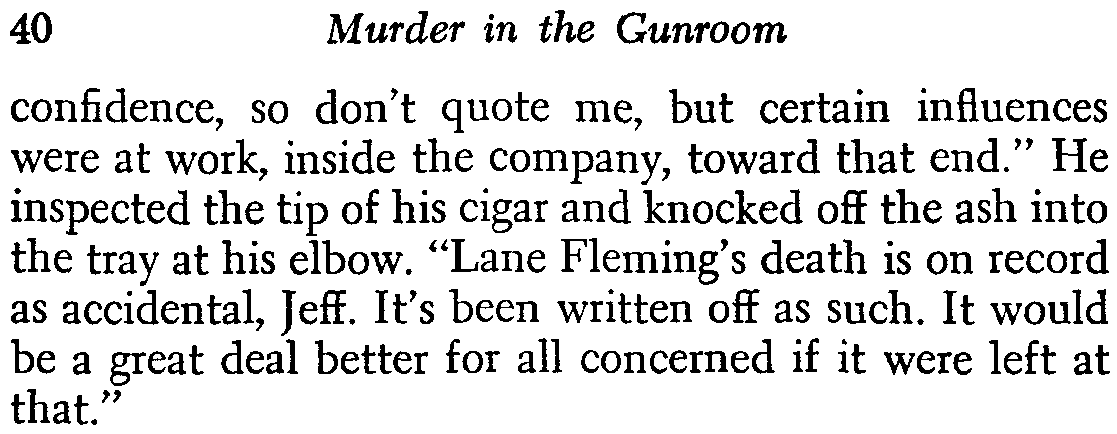 40 Murder in the Gunroom
confidence, so don't quote me, but certain influences
were at work, inside the company, toward that end.” He
inspected the tip of his cigar and knocked off the ash into
the tray at his elbow. “Lane Fleming's death is on record
as accidental, Jeff. It's been written off as such. It would
be a great deal better for all concerned if it were left at
that.”